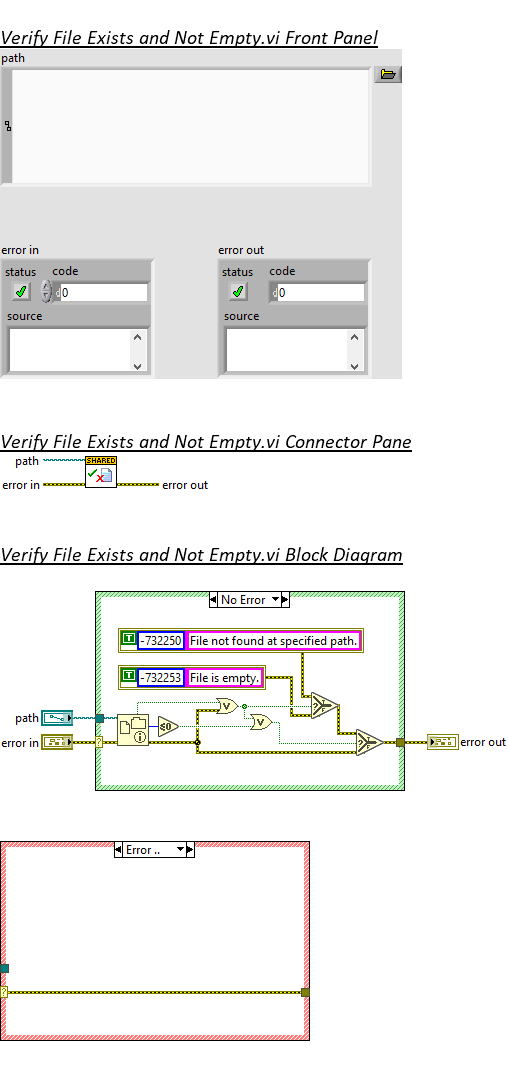 Verify File Exists and Not Empty.vi Front Panel
path
error in
error out
status code
status code
0
0
source
source
Verify File Exists and Not Empty.vi Connector Pane
path
SHARED
error in
error out
Verify File Exists and Not Empty.vi Block Diagram
No Error
T -732250 File not found at specified path.
T -732253 File is empty.
path
error in
error out
Error ..